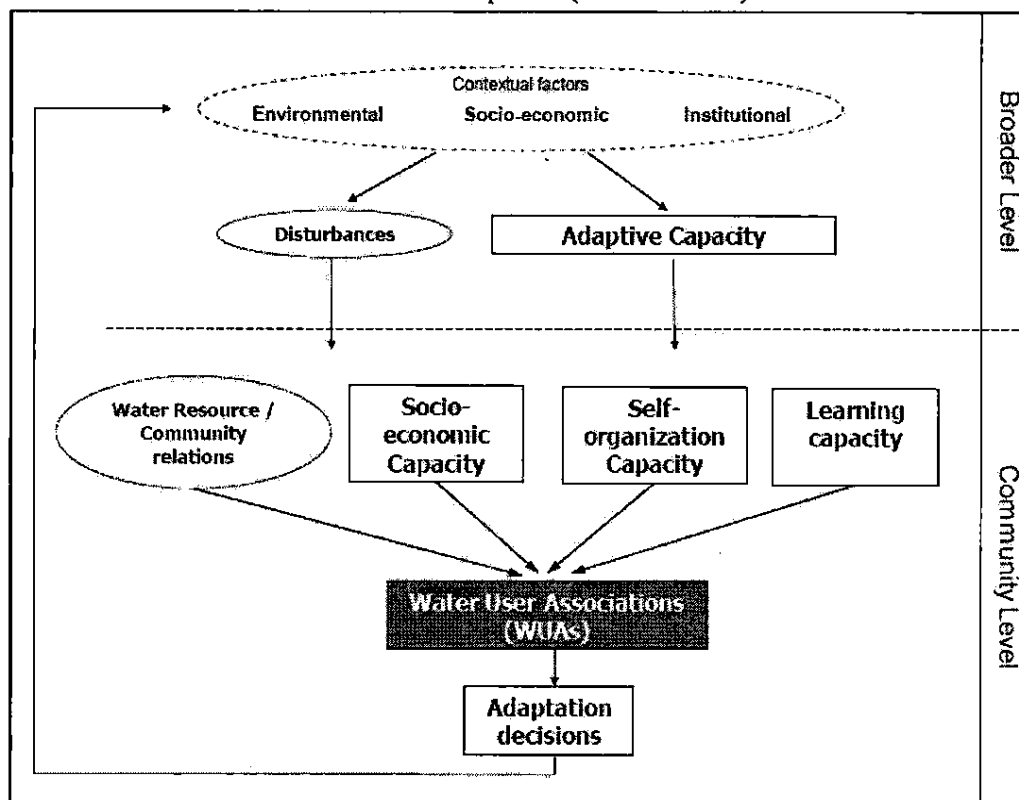 Contextual factors
Environmental Socio-economic Institutional
Broader Level
Disturbances
Adaptive Capacity
Water Resource /
Community
relations
Socio-
economic
Capacity
Self-
organization
Capacity
Learning
capacity
Community Level
Water User Associations
(WUAs)
Adaptation
decisions